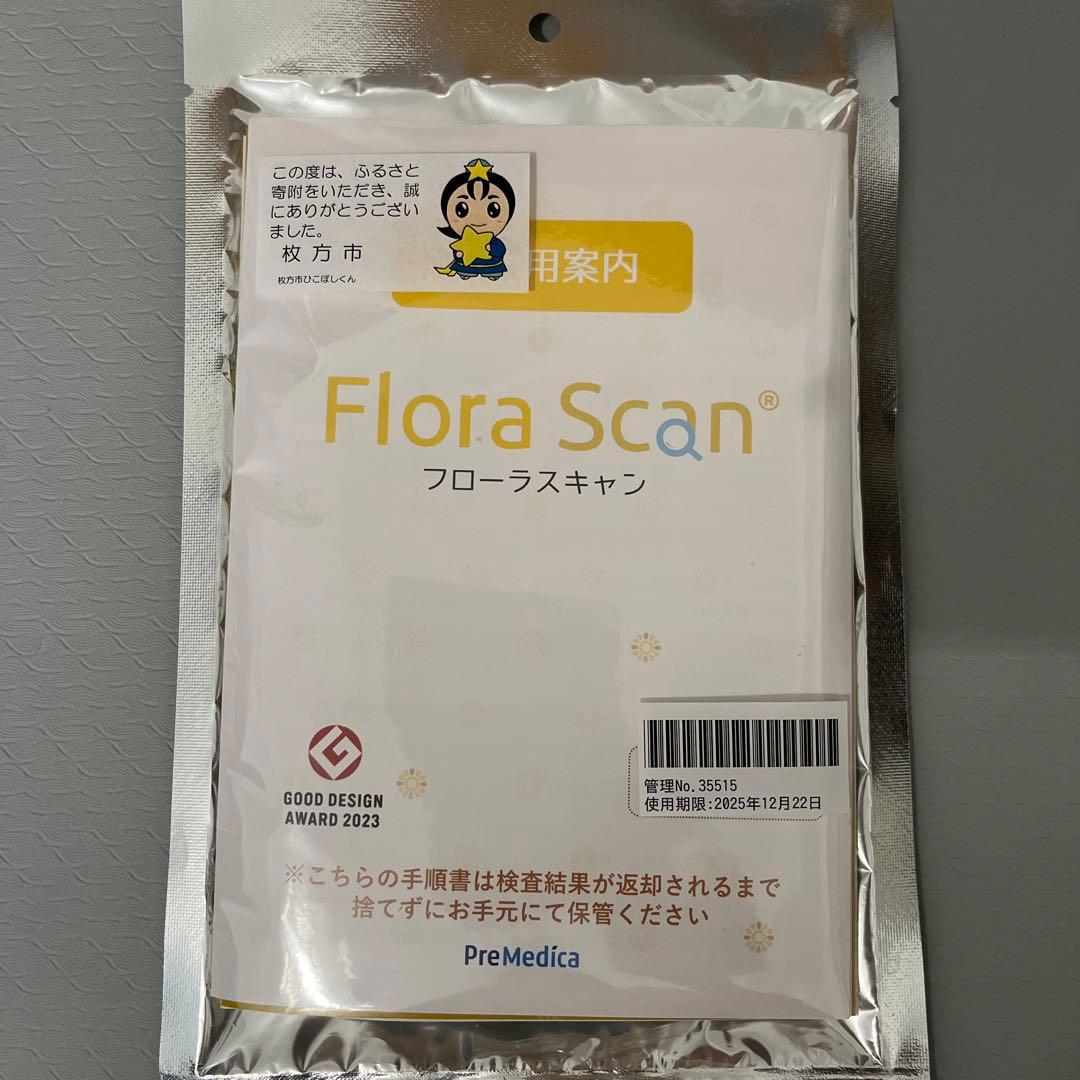 この度は、ふるさと
寄附をいただき、誠
にありがとうござい
ました。
枚方市
枚方市ひこぼしくん
用案内
Flora Scan®
フローラスキャン
管理No.35515
使用期限:2025年12月22日
GOOD DESIGN
AWARD 2023
※こちらの手順書は検査結果が返却されるまで
捨てずにお手元にて保管ください
PreMedica